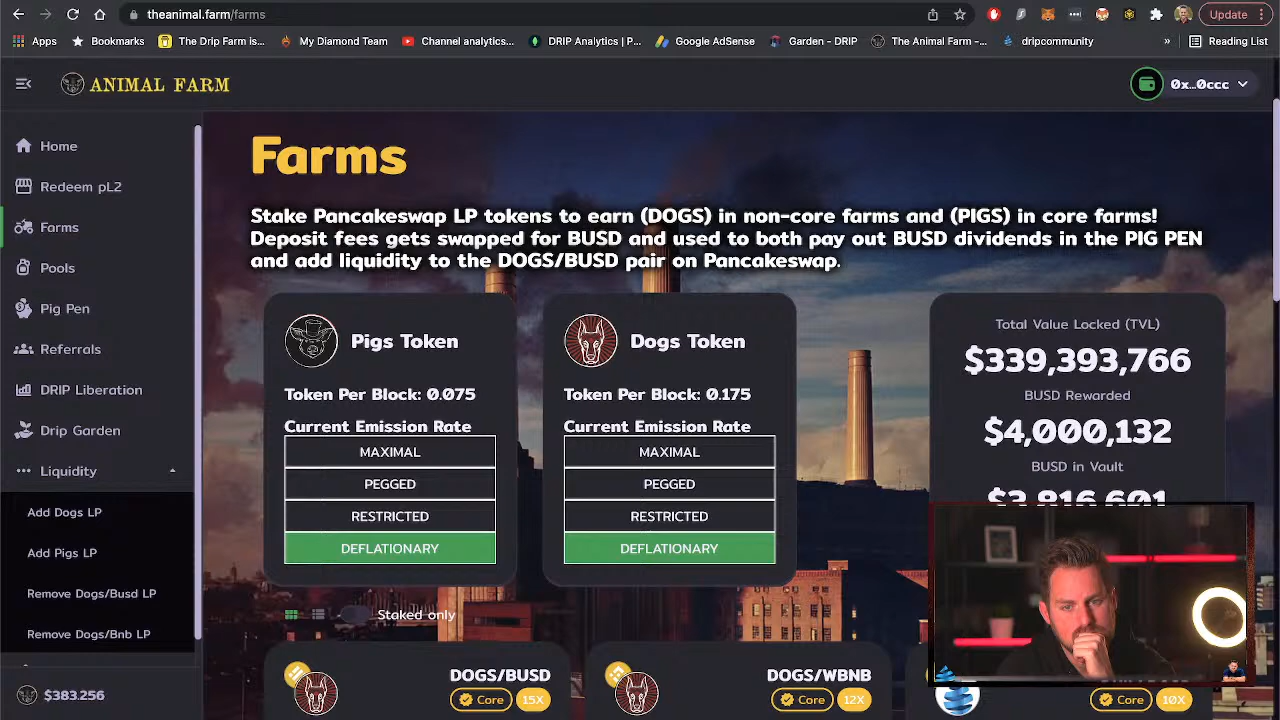 theanimal.farm/farms
Update
Apps
Bookmarks
The Drip Farm is...
My Diamond Team
Channel analytics...
DRIP Analytics | P...
Google AdSense
Garden - DRIP
The Animal Farm -...
dripcommunity
»
Reading List
ANIMAL FARM
0x...0ccc
Home
Redeem pL2
Farms
Pools
Pig Pen
Referrals
DRIP Liberation
Drip Garden
Liquidity
Add Dogs LP
Add Pigs LP
Remove Dogs/Busd LP
Remove Dogs/Bnb LP
$383.256
Farms
Stake Pancakeswap LP tokens to earn (DOGS) in non-core farms and (PIGS) in core farms!
Deposit fees gets swapped for BUSD and used to both pay out BUSD dividends in the PIG PEN
and add liquidity to the DOGS/BUSD pair on Pancakeswap.
Pigs Token
Token Per Block: 0.075
Current Emission Rate
MAXIMAL
PEGGED
RESTRICTED
DEFLATIONARY
Dogs Token
Token Per Block: 0.175
Current Emission Rate
MAXIMAL
PEGGED
RESTRICTED
DEFLATIONARY
Total Value Locked (TVL)
$339,393,766
BUSD Rewarded
$4,000,132
BUSD in Vault
$3,816,601
Staked only
DOGS/BUSD
Core
15X
DOGS/WBNB
Core
12X
Core
10X